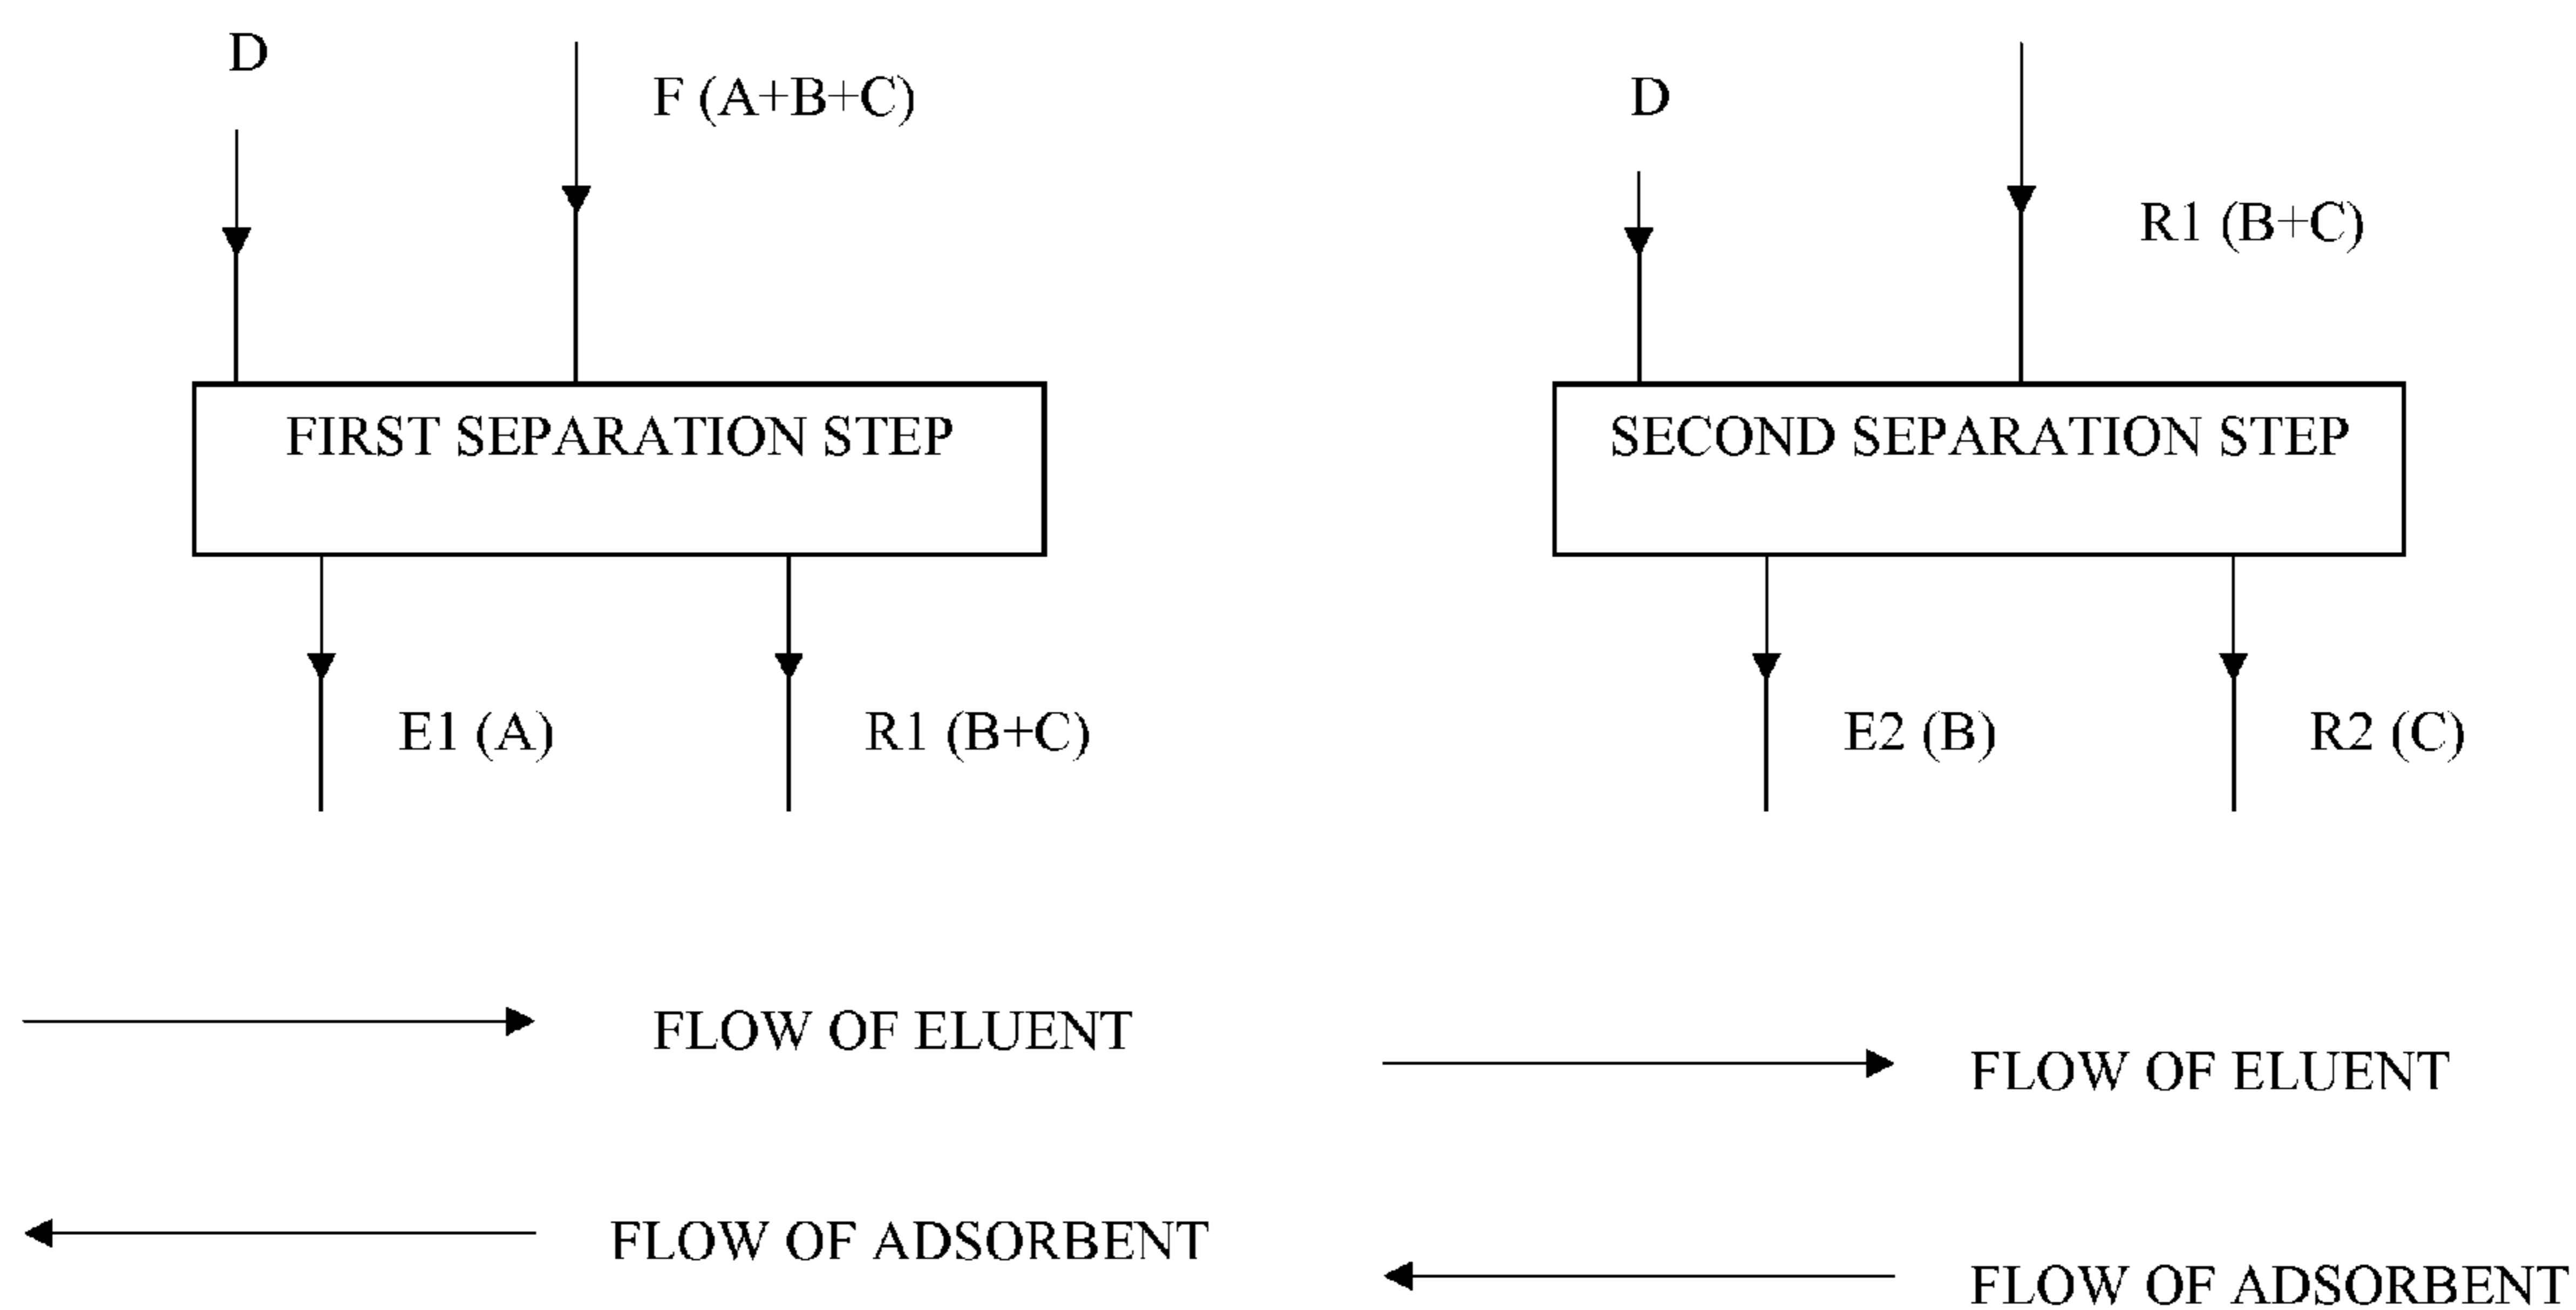 D
F (A+B+C)
FIRST SEPARATION STEP
E1 (A)
R1 (B+C)
FLOW OF ELUENT
FLOW OF ADSORBENT
D
R1 (B+C)
SECOND SEPARATION STEP
E2 (B)
R2 (C)
FLOW OF ELUENT
FLOW OF ADSORBENT